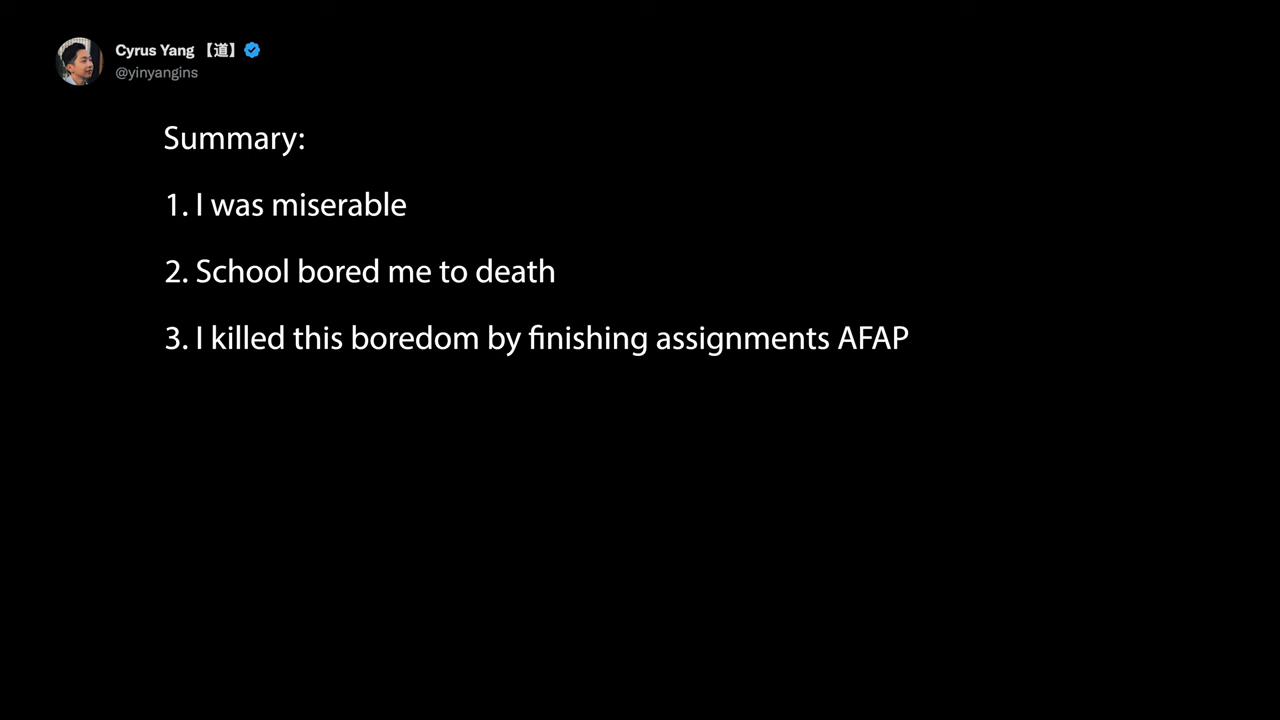 Cyrus Yang 【道】
@yinyangins
Summary:
1. I was miserable
2. School bored me to death
3. I killed this boredom by finishing assignments AFAP